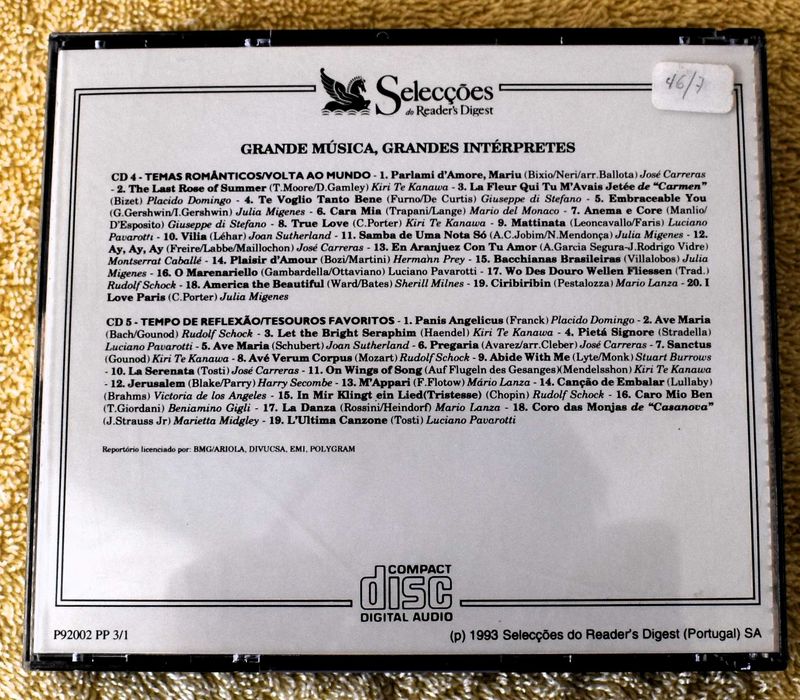 Selecções
do Reader's Digest
46/7
GRANDE MÚSICA, GRANDES INTÉRPRETES
CD 4 - TEMAS ROMÂNTICOS/VOLTA AO MUNDO - 1. Parlami d'Amore, Mariu (Bixio/Neri/arr.Ballota) José Carreras
- 2. The Last Rose of Summer (T.Moore/D.Gamley) Kiri Te Kanawa - 3. La Fleur Qui Tu M'Avais Jetée de "Carmen"
(Bizet) Placido Domingo - 4. Te Voglio Tanto Bene (Furno/De Curtis) Giuseppe di Stefano - 5. Embraceable You
(G.Gershwin/I.Gershwin) Julia Migenes - 6. Cara Mia (Trapani/Lange) Mario del Monaco - 7. Anema e Core (Manlio/
D'Esposito) Giuseppe di Stefano - 8. True Love (C.Porter) Kiri Te Kanawa - 9. Mattinata (Leoncavallo/Faris) Luciano
Pavarotti - 10. Vilia (Léhar) Joan Sutherland - 11. Samba de Uma Nota Só (A.C.Jobim/N.Mendonça) Julia Migenes - 12.
Ay, Ay, Ay (Freire/Labbe/Maillochon) José Carreras - 13. En Aranjuez Con Tu Amor (A.Garcia Segura-J.Rodrigo Vidre)
Montserrat Caballé - 14. Plaisir d'Amour (Bozi/Martini) Hermann Prey - 15. Bacchianas Brasileiras (Villalobos) Julia
Migenes - 16. O Marenariello (Gambardella/Ottaviano) Luciano Pavarotti - 17. Wo Des Douro Wellen Fliessen (Trad.)
Rudolf Schock - 18. America the Beautiful (Ward/Bates) Sherill Milnes - 19. Ciribiribin (Pestalozza) Mario Lanza - 20. I
Love Paris (C.Porter) Julia Migenes
CD 5 - TEMPO DE REFLEXÃO/TESOUROS FAVORITOS - 1. Panis Angelicus (Franck) Placido Domingo - 2. Ave Maria
(Bach/Gounod) Rudolf Schock - 3. Let the Bright Seraphim (Haendel) Kiri Te Kanawa - 4. Pietá Signore (Stradella)
Luciano Pavarotti - 5. Ave Maria (Schubert) Joan Sutherland - 6. Pregaria (Avarez/arr.Cleber) José Carreras - 7. Sanctus
(Gounod) Kiri Te Kanawa - 8. Avé Verum Corpus (Mozart) Rudolf Schock - 9. Abide With Me (Lyte/Monk) Stuart Burrows
- 10. La Serenata (Tosti) José Carreras - 11. On Wings of Song (Auf Flugeln des Gesanges)(Mendelsshon) Kiri Te Kanawa
- 12. Jerusalem (Blake/Parry) Harry Secombe - 13. M'Appari (F.Flotow) Mário Lanza - 14. Canção de Embalar (Lullaby)
(Brahms) Victoria de los Angeles - 15. In Mir Klingt ein Lied(Tristesse) (Chopin) Rudolf Schock - 16. Caro Mio Ben
(T.Giordani) Beniamino Gigli - 17. La Danza (Rossini/Heindorf) Mario Lanza - 18. Coro das Monjas de "Casanova"
(J.Strauss Jr) Marietta Midgley - 19. L'Ultima Canzone (Tosti) Luciano Pavarotti
Reportório licenciado por: BMG/ARIOLA, DIVUCSA, EMI, POLYGRAM
COMPACT
disc
DIGITAL AUDIO
P92002 PP 3/1
(p) 1993 Selecções do Reader's Digest (Portugal) SA